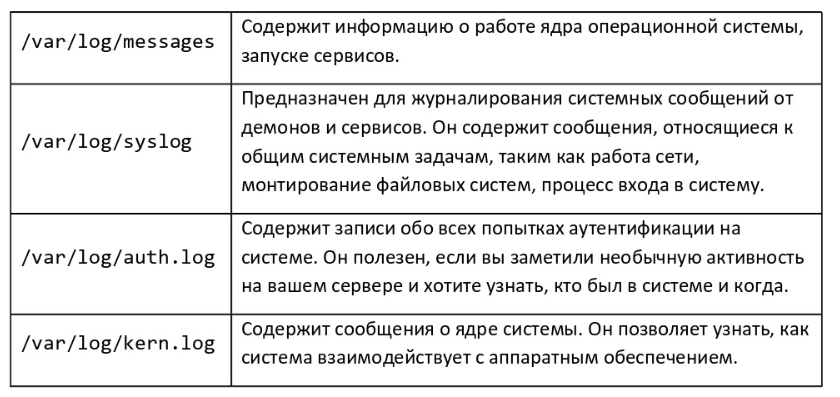 /var/log/messages
Содержит информацию о работе ядра операционной системы,
запуске сервисов.
/var/log/syslog
Предназначен для журналирования системных сообщений от
демонов и сервисов. Он содержит сообщения, относящиеся к
общим системным задачам, таким как работа сети,
монтирование файловых систем, процесс входа в систему.
/var/log/auth.log
Содержит записи обо всех попытках аутентификации на
системе. Он полезен, если вы заметили необычную активность
на вашем сервере и хотите узнать, кто был в системе и когда.
/var/log/kern.log
Содержит сообщения о ядре системы. Он позволяет узнать, как
система взаимодействует с аппаратным обеспечением.